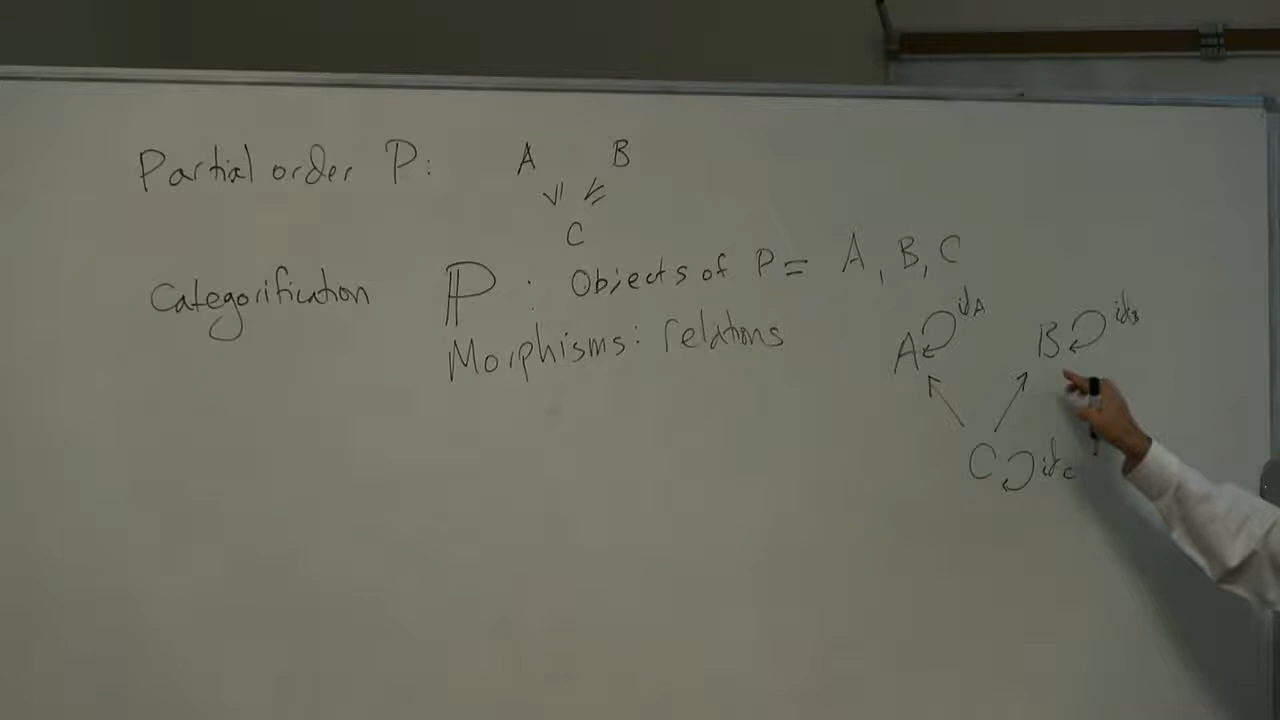 Partial order P: A B
C
Categorification ℙ : Objects of P = A, B, C
Morphisms: relations
A id_A B id_B
C id_C